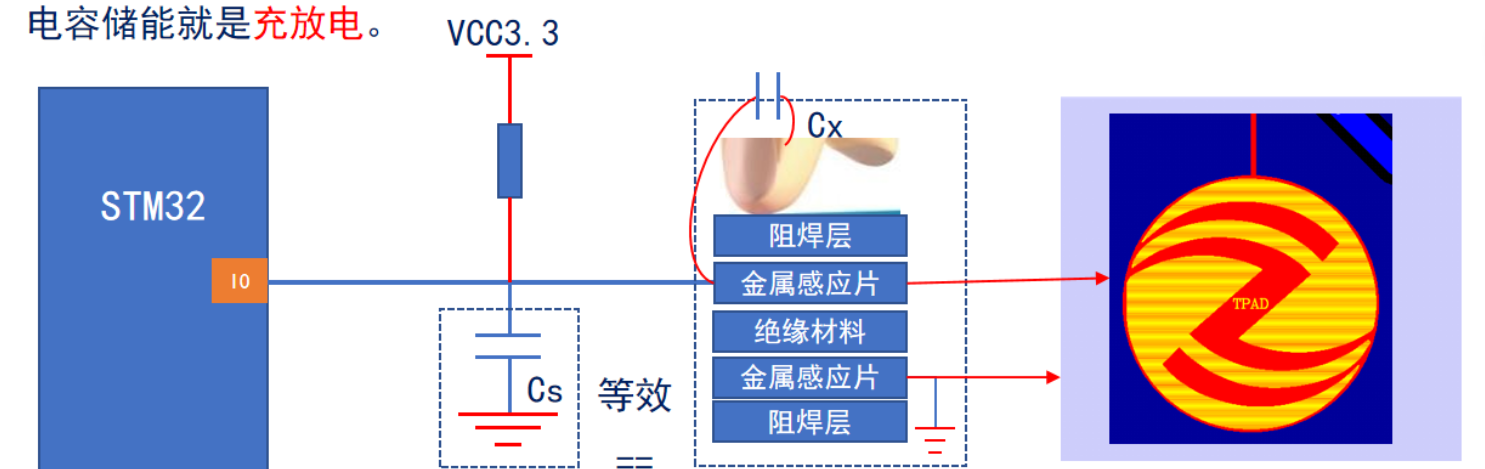 电容储能就是充放电。
VCC3.3
Cx
STM32
阻焊层
IO
金属感应片
TPAD
绝缘材料
金属感应片
Cs
等效
阻焊层
==